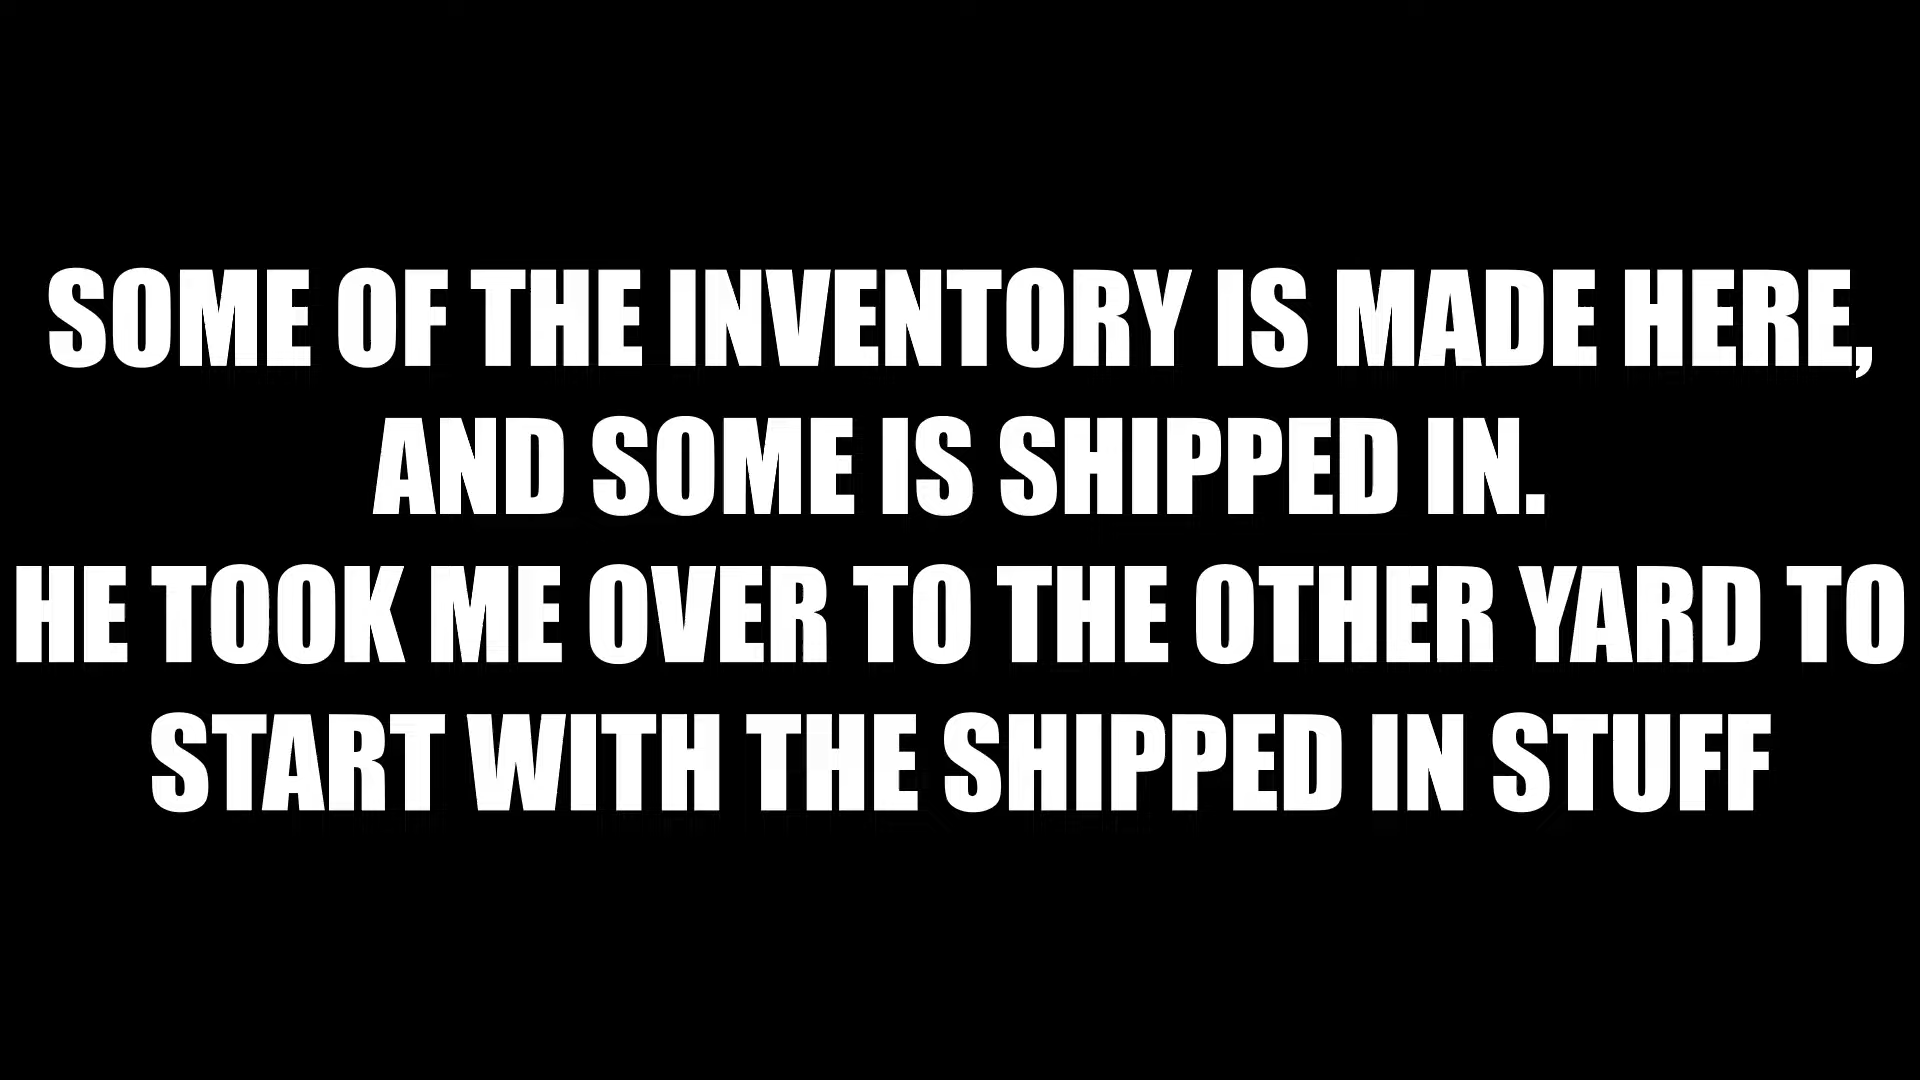 SOME OF THE INVENTORY IS MADE HERE,
AND SOME IS SHIPPED IN.
HE TOOK ME OVER TO THE OTHER YARD TO
START WITH THE SHIPPED IN STUFF